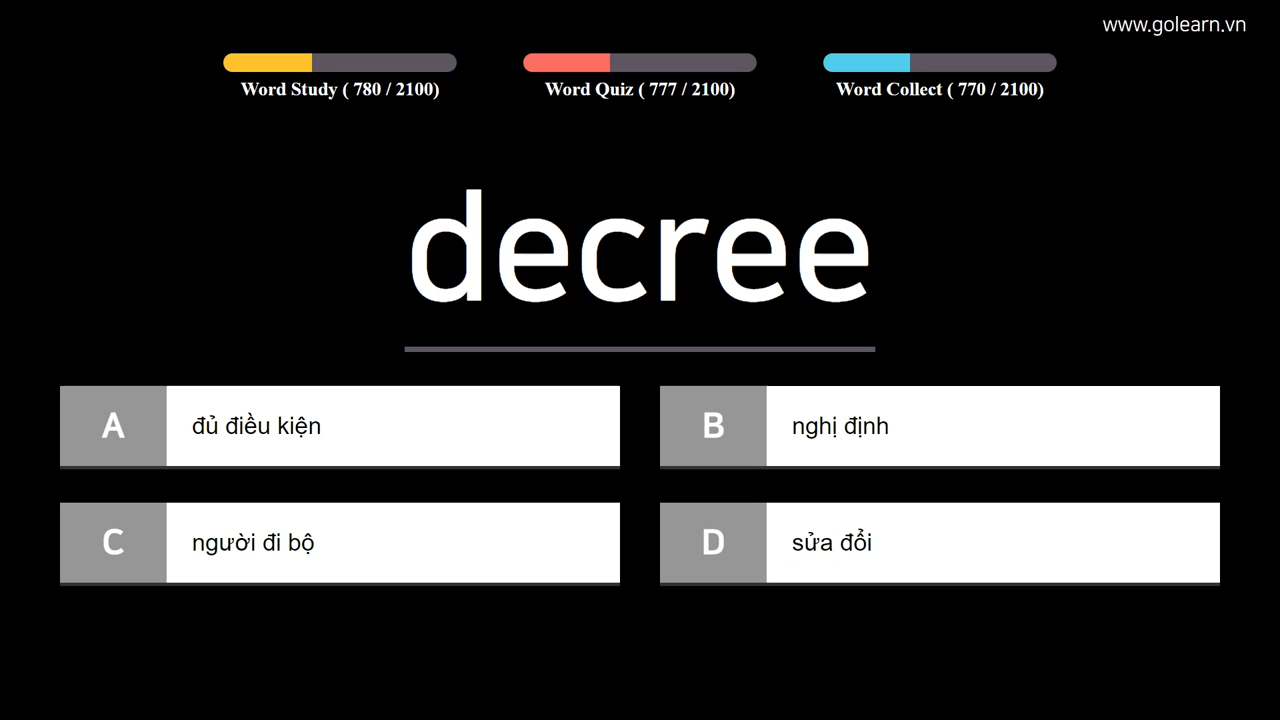 www.golearn.vn
Word Study ( 780 / 2100)
Word Quiz ( 777 / 2100)
Word Collect ( 770 / 2100)
decree
A đủ điều kiện
B nghị định
C người đi bộ
D sửa đổi